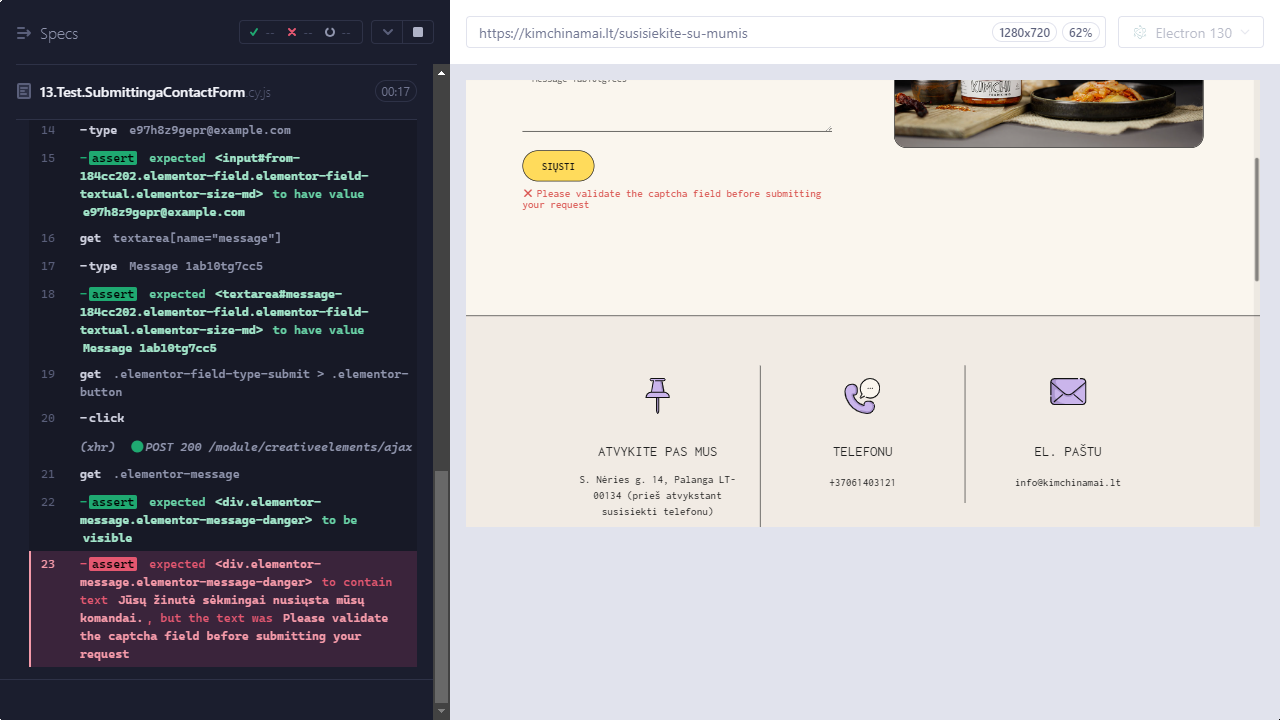 Specs
--
--
--
13.Test.SubmittingaContactForm.cy.js
00:17
14 -type e97h8z9gepr@example.com
15 -assert expected <input#from-
184cc202.elementor-field.elementor-field-
textual.elementor-size-md> to have value
e97h8z9gepr@example.com
16 get textarea[name="message"]
17 -type Message 1ab10tg7cc5
18 -assert expected <textarea#message-
184cc202.elementor-field.elementor-field-
textual.elementor-size-md> to have value
Message 1ab10tg7cc5
19 get .elementor-field-type-submit > .elementor-
button
20 -click
(xhr) POST 200 /module/creativeelements/ajax
21 get .elementor-message
22 -assert expected <div.elementor-
message.elementor-message-danger> to be
visible
23 -assert expected <div.elementor-
message.elementor-message-danger> to contain
text Jūsų žinutė sėkmingai nusiųsta mūsų
komandai. , but the text was Please validate
the captcha field before submitting your
request
https://kimchinamai.lt/susisiekite-su-mumis
1280x720
62%
Electron 130
Message 1ab10tg7cc5
KIMCHI
SIŲSTI
Please validate the captcha field before submitting
your request
ATVYKITE PAS MUS
S. Nėries g. 14, Palanga LT-
00134 (prieš atvykstant
susisiekti telefonu)
TELEFONU
+37061403121
EL. PAŠTU
info@kimchinamai.lt